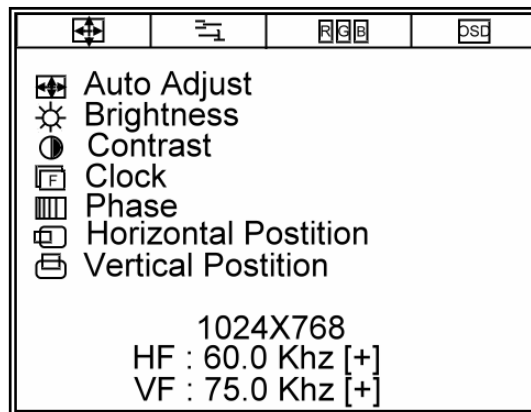 R G B OSD
Auto Adjust
Brightness
Contrast
F Clock
Phase
Horizontal Postition
Vertical Postition
1024X768
HF : 60.0 Khz [+]
VF : 75.0 Khz [+]